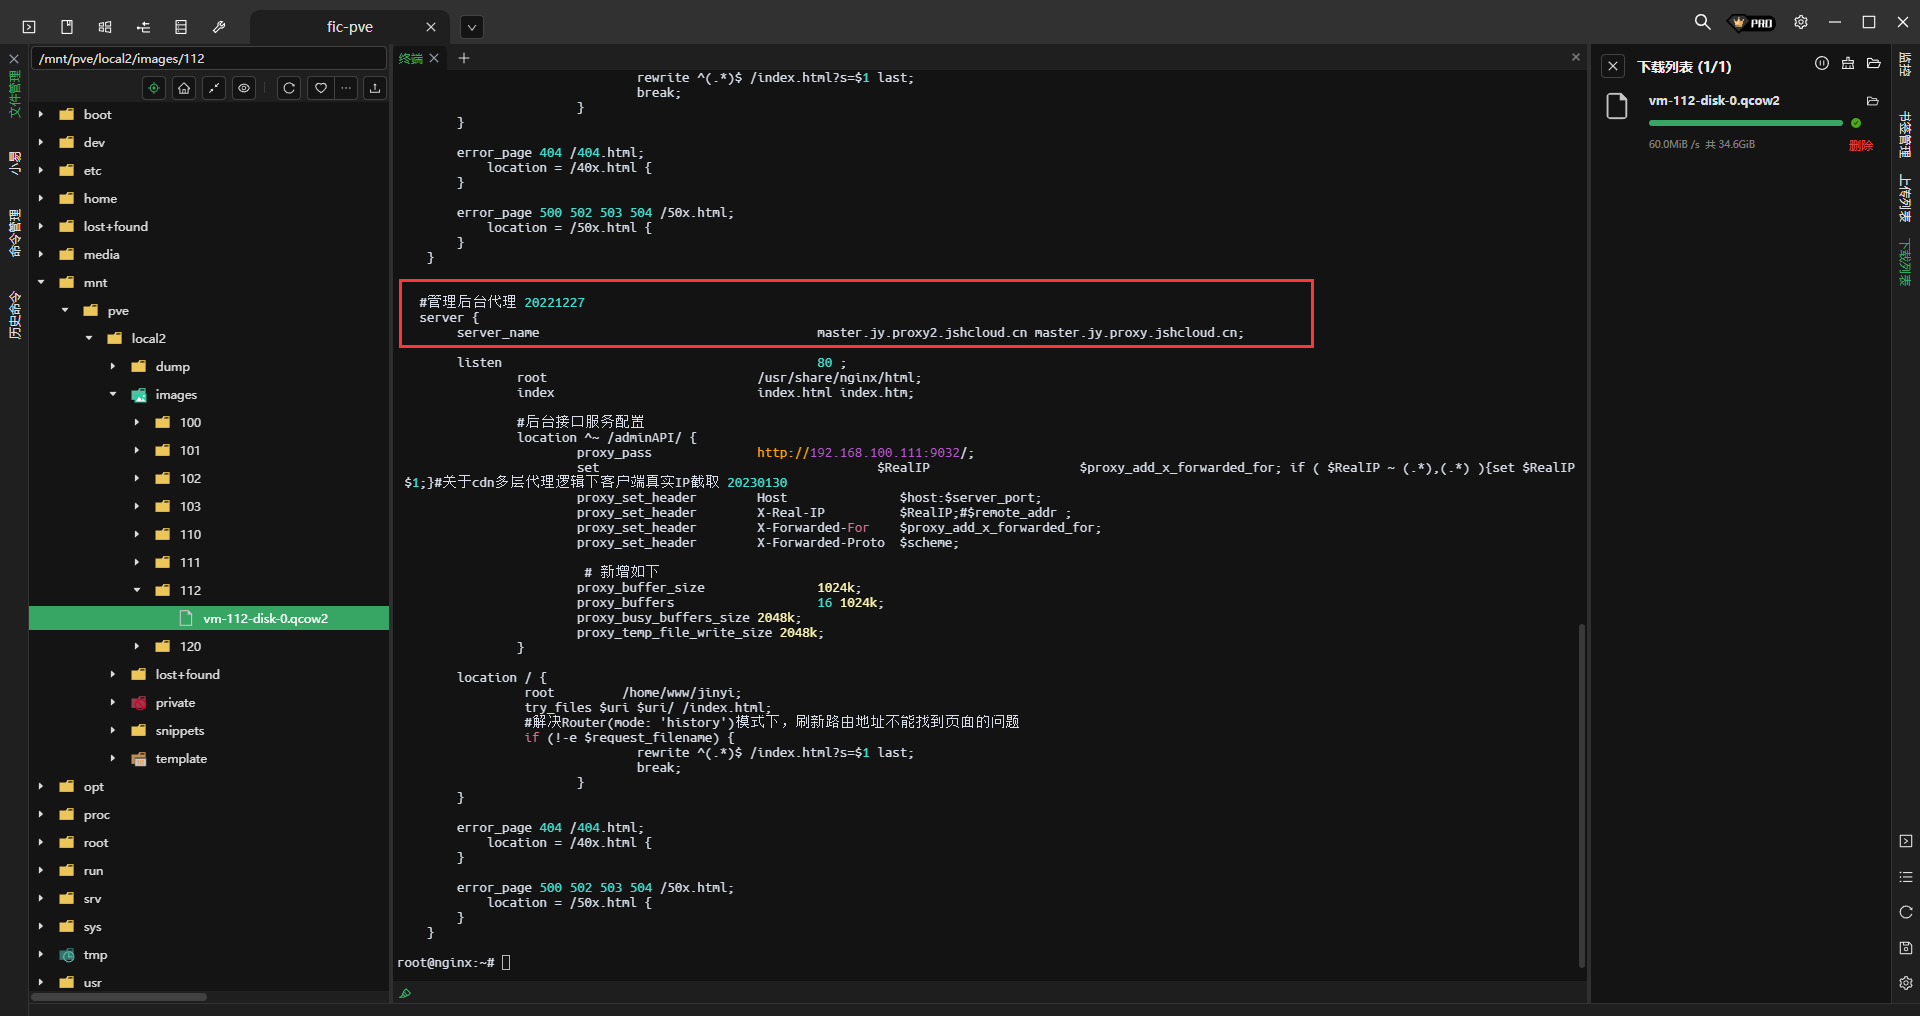 fic-pve
PRO
/mnt/pve/local2/images/112
文件管理
小易
命令管理
历史命令
boot
dev
etc
home
lost+found
media
mnt
pve
local2
dump
images
100
101
102
103
110
111
112
vm-112-disk-0.qcow2
120
lost+found
private
snippets
template
opt
proc
root
run
srv
sys
tmp
usr
终端
rewrite ^(.*)$ /index.html?s=$1 last;
break;
}
}
error_page 404 /404.html;
location = /40x.html {
}
error_page 500 502 503 504 /50x.html;
location = /50x.html {
}
}
#管理后台代理 20221227
server {
server_name master.jy.proxy2.jshcloud.cn master.jy.proxy.jshcloud.cn;
listen 80 ;
root /usr/share/nginx/html;
index index.html index.htm;
#后台接口服务配置
location ^~ /adminAPI/ {
proxy_pass http://192.168.100.111:9032/;
set $RealIP $proxy_add_x_forwarded_for; if ( $RealIP ~ (.*),(.*) ){set $RealIP
$1;}#关于cdn多层代理逻辑下客户端真实IP截取 20230130
proxy_set_header Host $host:$server_port;
proxy_set_header X-Real-IP $RealIP;#$remote_addr ;
proxy_set_header X-Forwarded-For $proxy_add_x_forwarded_for;
proxy_set_header X-Forwarded-Proto $scheme;
# 新增如下
proxy_buffer_size 1024k;
proxy_buffers 16 1024k;
proxy_busy_buffers_size 2048k;
proxy_temp_file_write_size 2048k;
}
location / {
root /home/www/jinyi;
try_files $uri $uri/ /index.html;
#解决Router(mode: 'history')模式下，刷新路由地址不能找到页面的问题
if (!-e $request_filename) {
rewrite ^(.*)$ /index.html?s=$1 last;
break;
}
}
error_page 404 /404.html;
location = /40x.html {
}
error_page 500 502 503 504 /50x.html;
location = /50x.html {
}
}
root@nginx:~#
下载列表 (1/1)
vm-112-disk-0.qcow2
60.0MiB /s 共 34.6GiB
删除
监控
书签管理
上传列表
下载列表